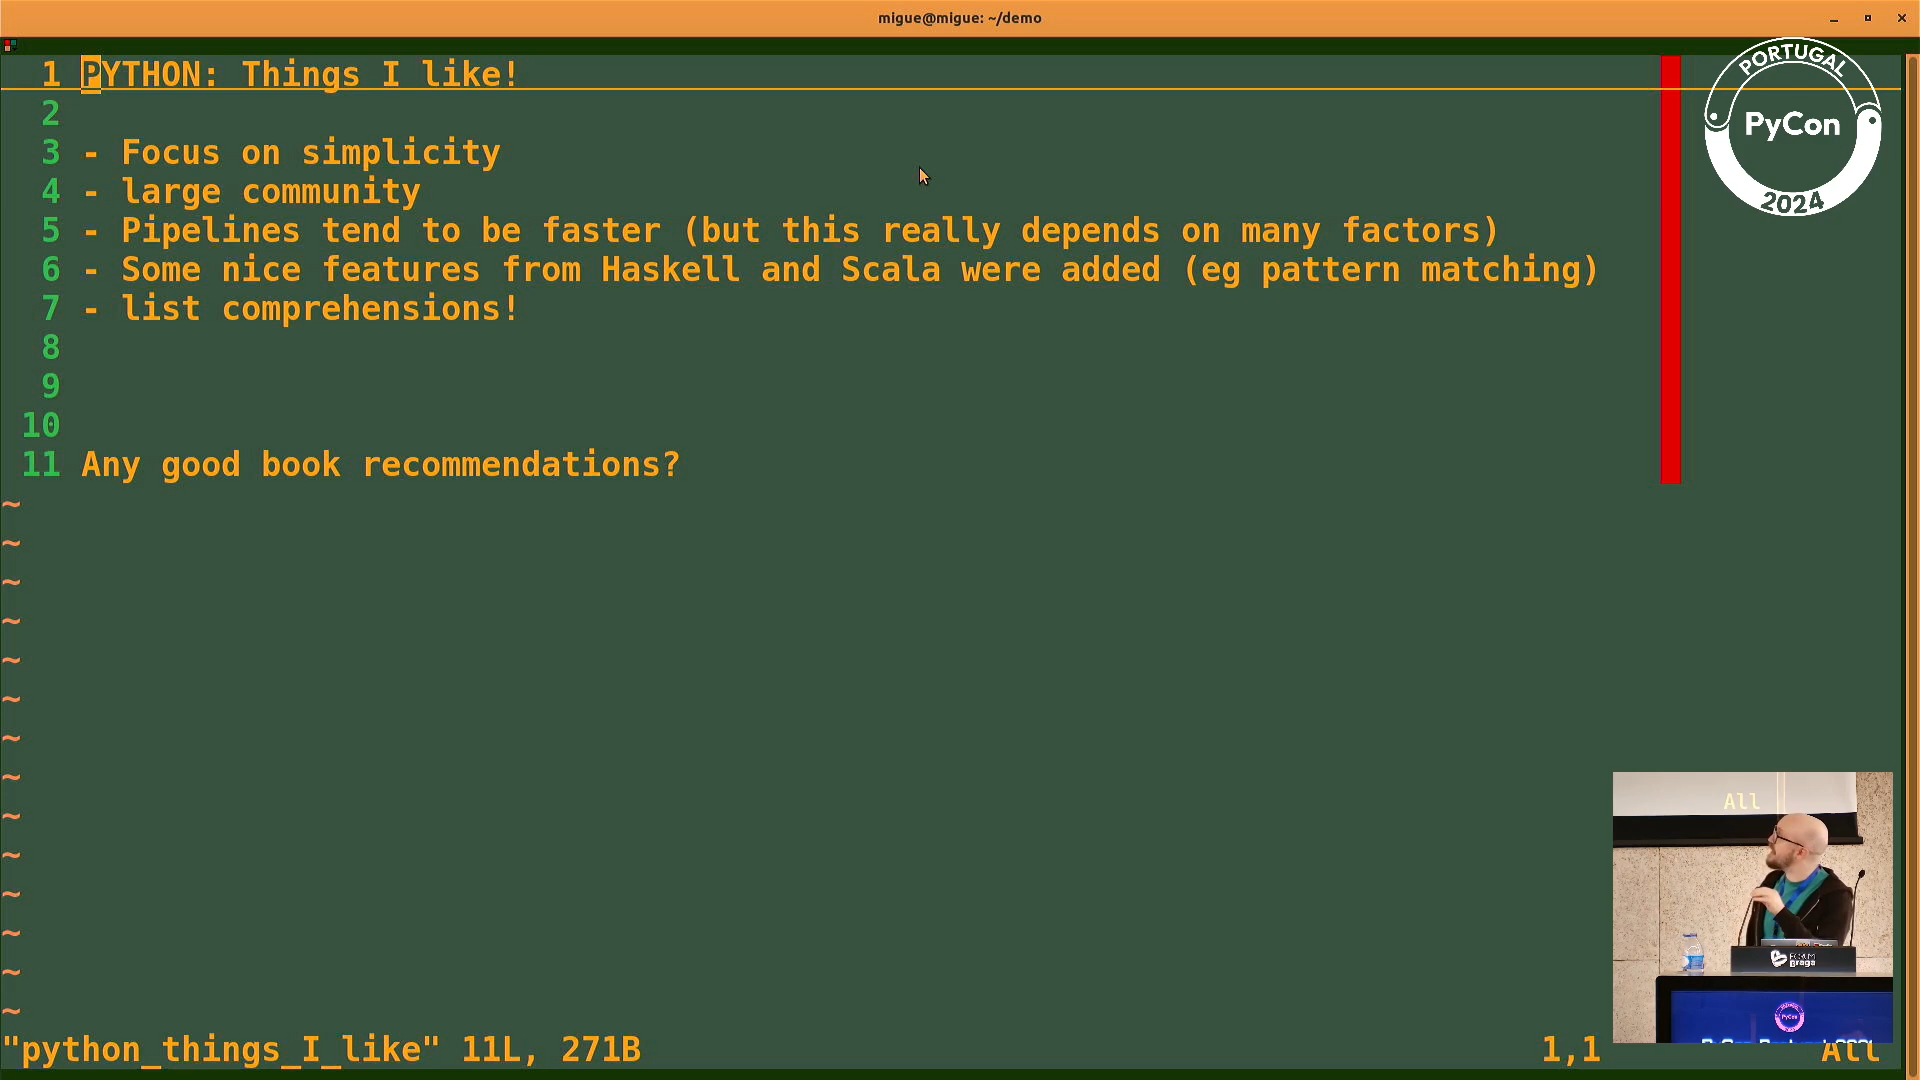 migue@migue: ~/demo
1 PYTHON: Things I like!
2
3 - Focus on simplicity
4 - large community
5 - Pipelines tend to be faster (but this really depends on many factors)
6 - Some nice features from Haskell and Scala were added (eg pattern matching)
7 - list comprehensions!
8
9
10
11 Any good book recommendations?
~
~
~
~
~
~
~
~
~
~
~
~
~
~
"python_things_I_like" 11L, 271B 1,1 All
PORTUGAL
PyCon
2024
All
FORUM
Braga
PyCon